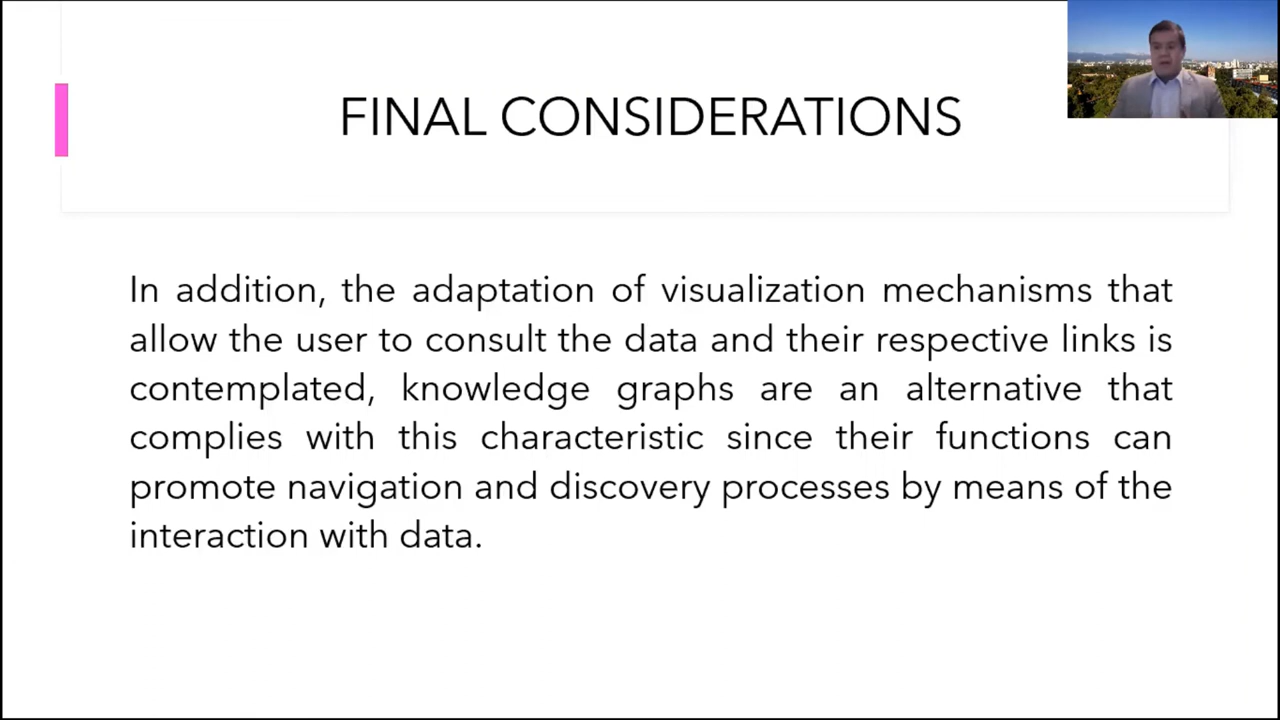 FINAL CONSIDERATIONS
In addition, the adaptation of visualization mechanisms that
allow the user to consult the data and their respective links is
contemplated, knowledge graphs are an alternative that
complies with this characteristic since their functions can
promote navigation and discovery processes by means of the
interaction with data.